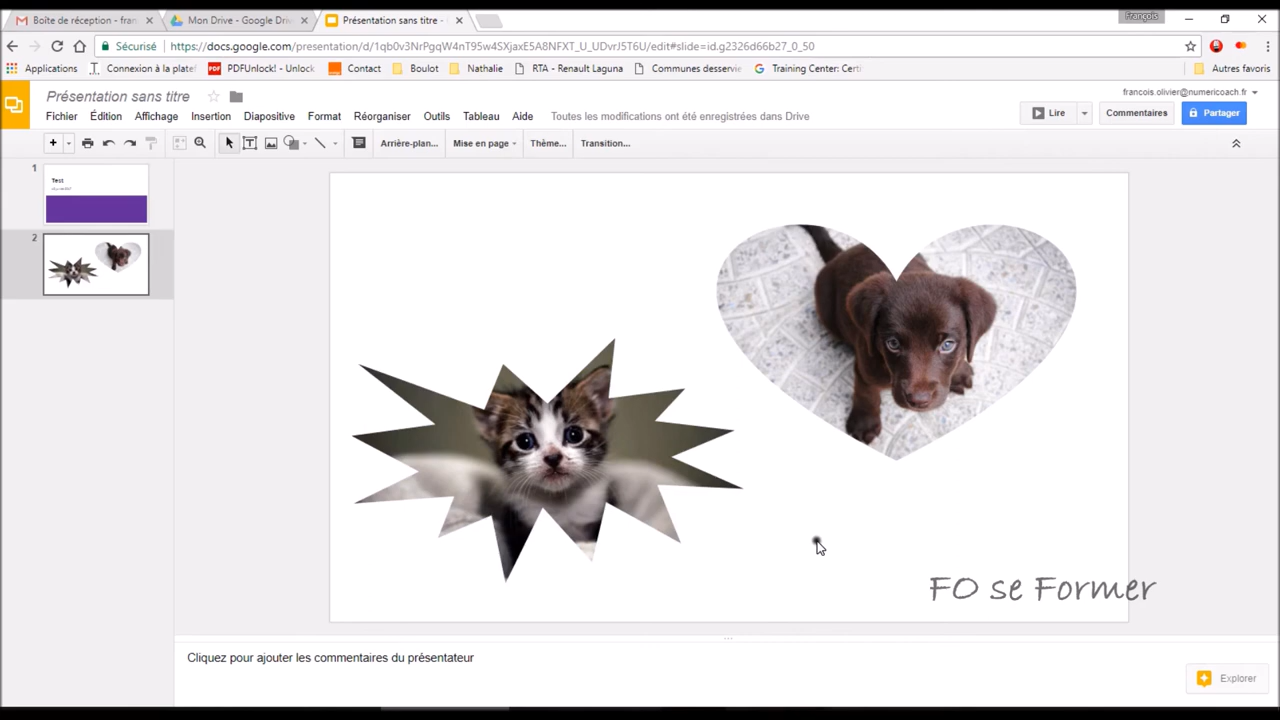 Boîte de réception - fran
Mon Drive - Google Driv
Présentation sans titre -
François
Sécurisé
https://docs.google.com/presentation/d/1qb0v3NrPgqW4nT95w4SXjaxE5A8NFXT_U_UDvrJ5T6U/edit#slide=id.g2326d66b27_0_50
Applications
Connexion à la platef
PDF
PDFUnlock! - Unlock
Contact
Boulot
Nathalie
RTA - Renault Laguna
Communes desservie
Training Center: Certi
Autres favoris
Présentation sans titre
francois.olivier@numericoach.fr
Fichier Édition Affichage Insertion Diapositive Format Réorganiser Outils Tableau Aide
Toutes les modifications ont été enregistrées dans Drive
Lire
Commentaires
Partager
Arrière-plan...
Mise en page
Thème...
Transition...
1
Test
2
FO se Former
Cliquez pour ajouter les commentaires du présentateur
Explorer